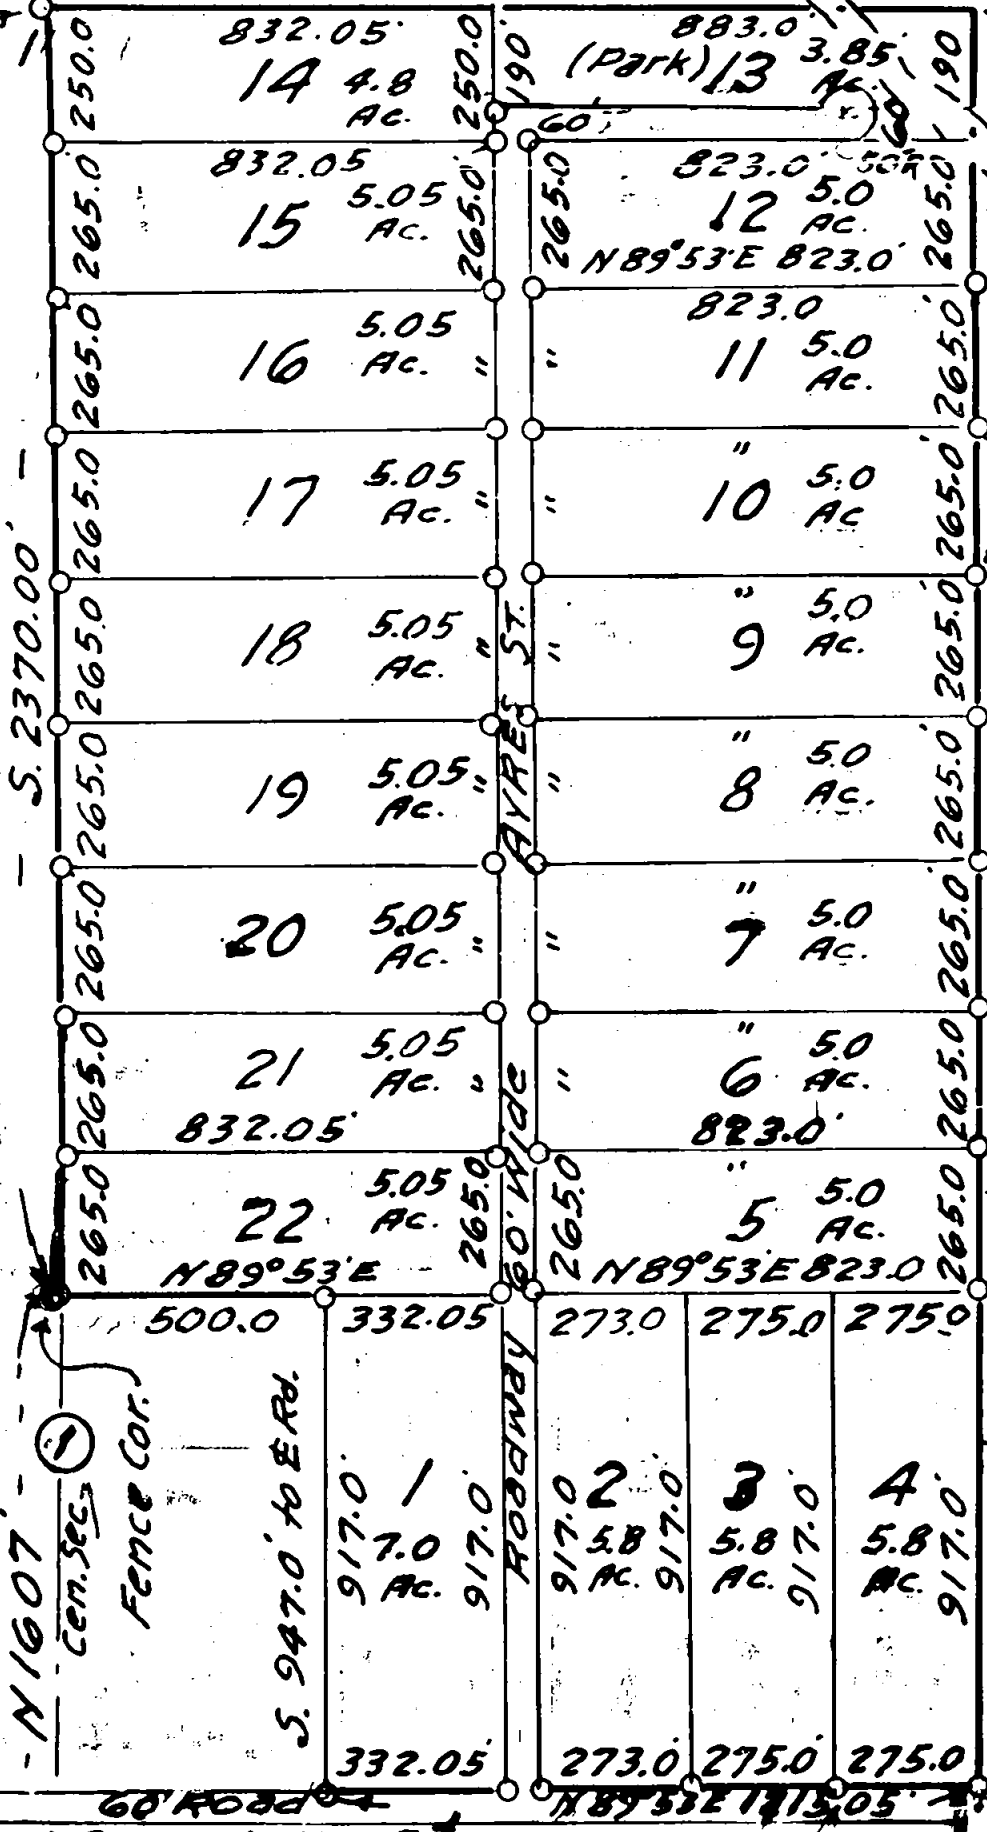 832.05'
883.0'
250.0
14 4.8
Ac.
250.0
190'
(Park) 13 3.85
Ac.
190
60'
60
832.05
823.0' 50'R
265.0
15 5.05
Ac.
265.0
265.0
12 5.0
Ac.
265.0
N89°53'E 823.0'
823.0
265.0
16 5.05
Ac.
"
"
11 5.0
Ac.
265.0
265.0
17 5.05
Ac.
"
"
"
10 5.0
Ac
265.0
265.0
18 5.05
Ac.
"
"
"
9 5.0
Ac.
265.0
265.0
19 5.05
Ac.
"
"
"
8 5.0
Ac.
265.0
265.0
20 5.05
Ac.
"
"
"
7 5.0
Ac.
265.0
265.0
21 5.05
Ac.
"
"
"
6 5.0
Ac.
265.0
832.05'
823.0'
265.0
22 5.05
Ac.
265.0
265.0
"
5 5.0
Ac.
265.0
N89°53'E
N89°53'E 823.0
- S. 2370.00' -
AYRES ST.
60' Wide
Roadway
500.0
332.05
273.0
275.0
275.0
- N 1607' -
Cen. Sec.
1
Fence Cor.
S. 947.0' to ₵ Rd.
917.0'
1
7.0
Ac.
917.0'
917.0
2
5.8
Ac.
917.0
3
5.8
Ac.
917.0'
4
5.8
Ac.
917.0'
332.05'
273.0'
275.0'
275.0
60' Road
N89°53'E